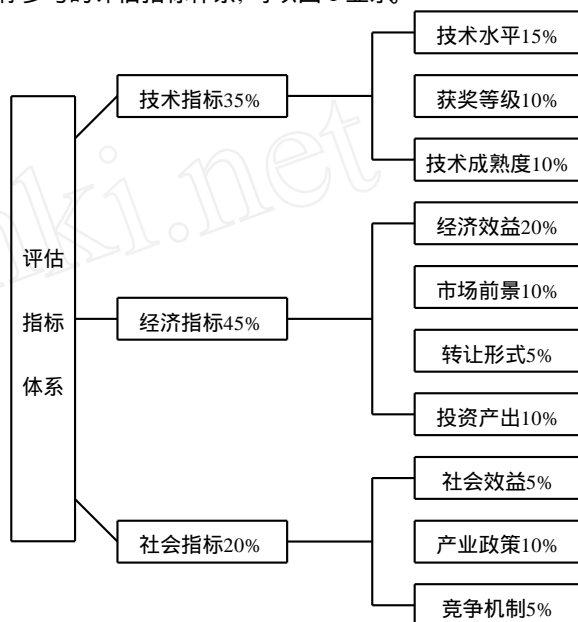 技术水平15%
技术指标35%
获奖等级10%
技术成熟度10%
经济效益20%
评估
指标
体系
市场前景10%
经济指标45%
转让形式5%
投资产出10%
社会效益5%
社会指标20%
产业政策10%
竞争机制5%
nki.net